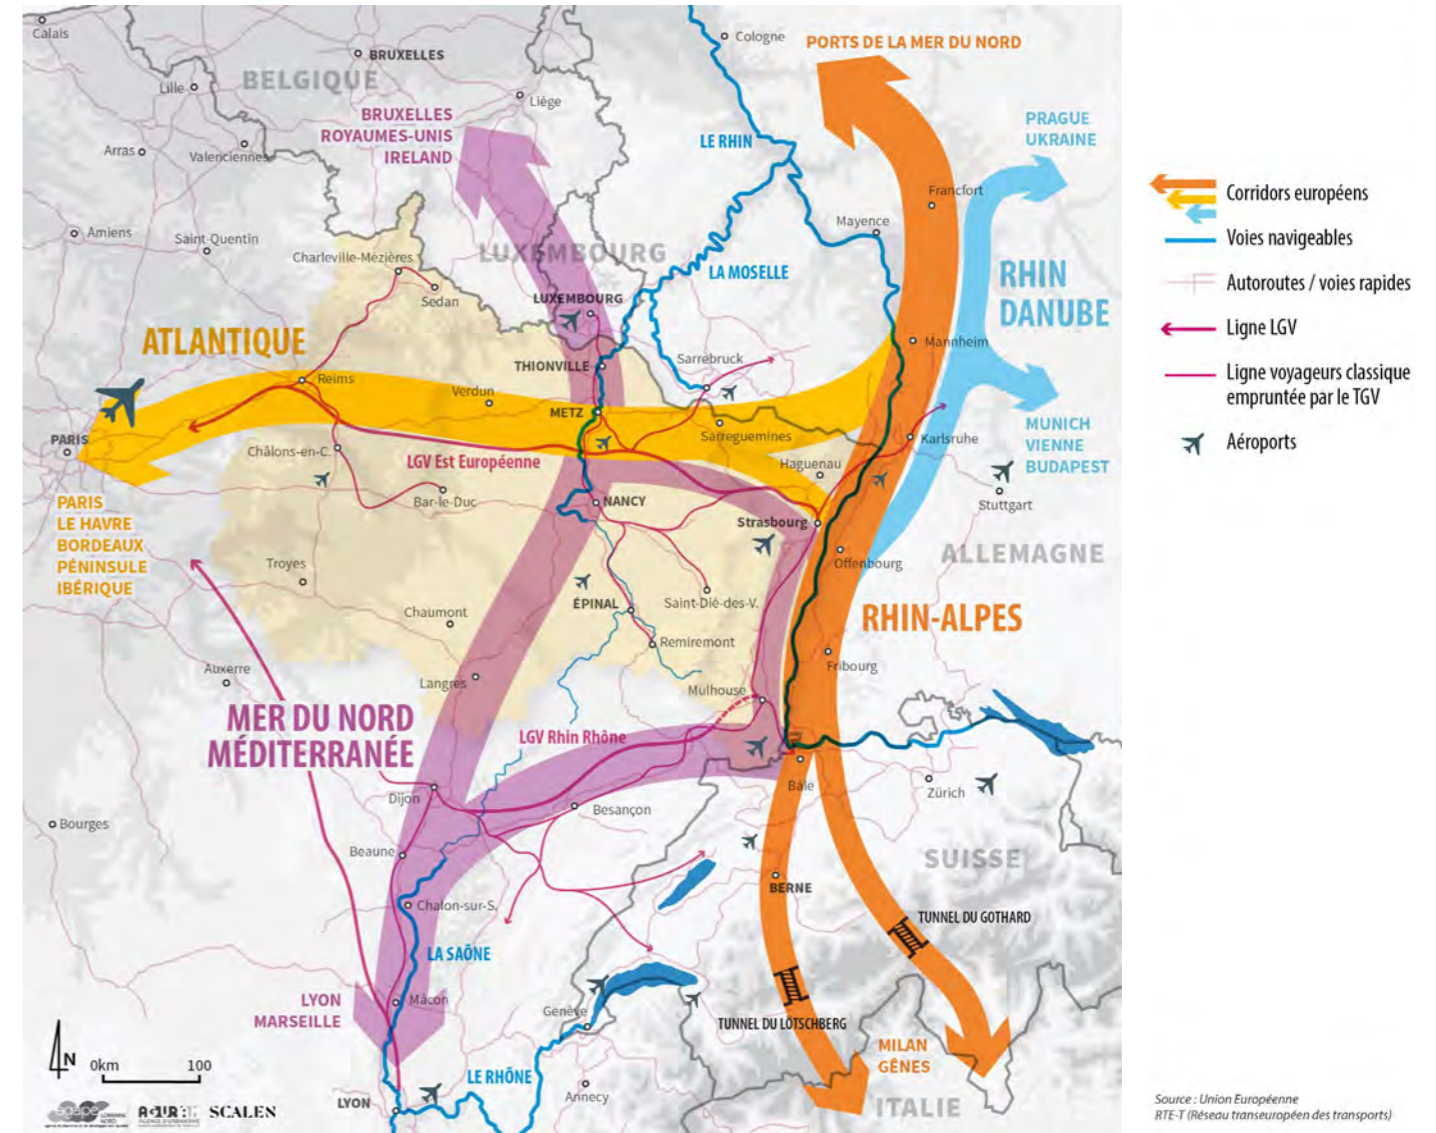 Calais
BRUXELLES
Cologne
PORTS DE LA MER DU NORD
BELGIQUE
Lille
Liège
BRUXELLES
ROYAUMES-UNIS
IRELAND
PRAGUE
UKRAINE
LE RHIN
Arras
Valenciennes
Francfort
Corridors européens
Mayence
Amiens
Saint-Quentin
Voies navigeables
LUXEMBOURG
Charleville-Mézières
LA MOSELLE
RHIN
DANUBE
Autoroutes / voies rapides
Sedan
LUXEMBOURG
Ligne LGV
ATLANTIQUE
Mannheim
THIONVILLE
Sarrebruck
Ligne voyageurs classique
empruntée par le TGV
Reims
Verdun
METZ
MUNICH
VIENNE
BUDAPEST
PARIS
Sarreguemines
Karlsruhe
Aéroports
Châlons-en-C.
LGV Est Européenne
Haguenau
PARIS
LE HAVRE
BORDEAUX
PÉNINSULE
IBÉRIQUE
Bar-le-Duc
NANCY
Stuttgart
Strasbourg
ALLEMAGNE
Troyes
Offenbourg
ÉPINAL
Saint-Dié-des-V.
Chaumont
RHIN-ALPES
Remiremont
Auxerre
Langres
Fribourg
Mulhouse
MER DU NORD
MÉDITERRANÉE
LGV Rhin Rhône
Dijon
Bâle
Zürich
Besançon
Bourges
Beaune
SUISSE
BERNE
Chalon-sur-S.
TUNNEL DU GOTHARD
LA SAÔNE
LYON
MARSEILLE
Mâcon
Genève
TUNNEL DU LÖTSCHBERG
MILAN
GÊNES
N
0km 100
LE RHÔNE
Annecy
LYON
ITALIE
agape LORRAINE NORD
AGUR
SCALEN
Source : Union Européenne
RTE-T (Réseau transeuropéen des transports)